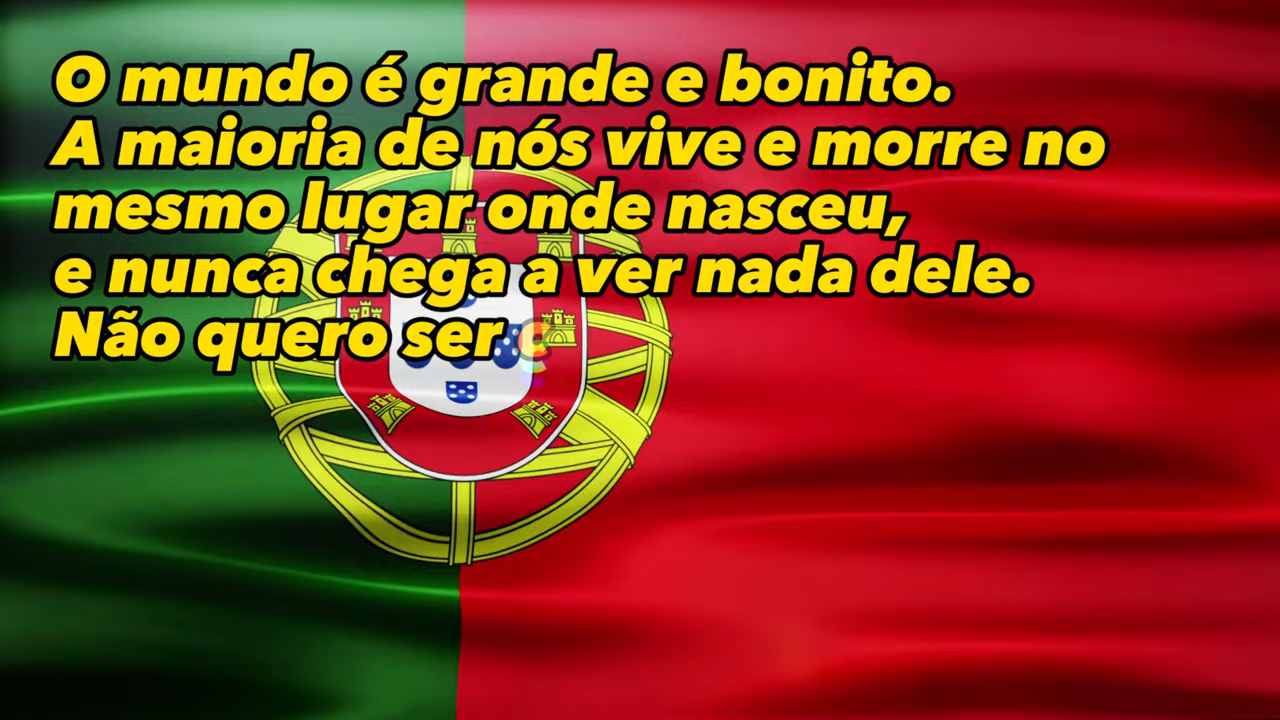 O mundo é grande e bonito.
A maioria de nós vive e morre no
mesmo lugar onde nasceu,
e nunca chega a ver nada dele.
Não quero ser